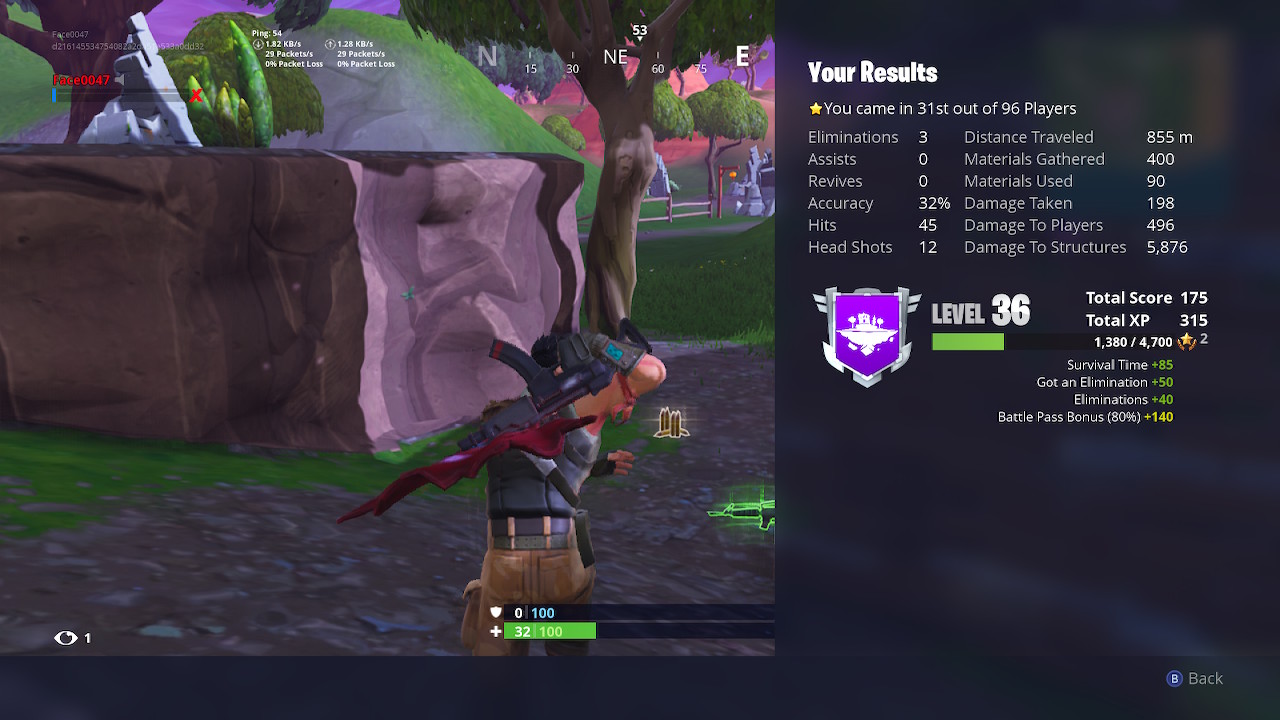 Face0047
Ping: 54
1.82 KB/s 1.28 KB/s
29 Packets/s 29 Packets/s
0% Packet Loss 0% Packet Loss
Face0047
X
53
N 15 30 NE 60 75 E
0 | 100
32 | 100
1
Your Results
You came in 31st out of 96 Players
Eliminations 3 Distance Traveled 855 m
Assists 0 Materials Gathered 400
Revives 0 Materials Used 90
Accuracy 32% Damage Taken 198
Hits 45 Damage To Players 496
Head Shots 12 Damage To Structures 5,876
LEVEL 36
Total Score 175
Total XP 315
1,380 / 4,700 2
Survival Time +85
Got an Elimination +50
Eliminations +40
Battle Pass Bonus (80%) +140
B Back